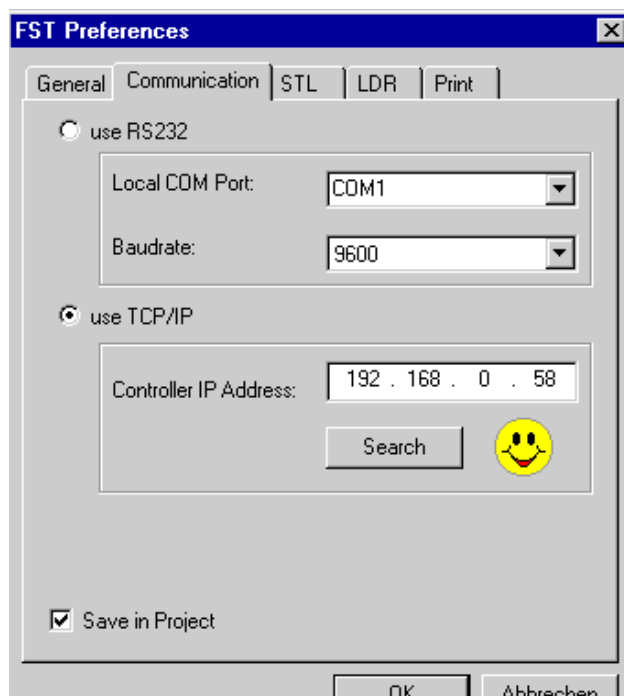 FST Preferences
General Communication STL LDR Print
use RS232
Local COM Port: COM1
Baudrate: 9600
use TCP/IP
Controller IP Address: 192 . 168 . 0 . 58
Search
Save in Project
OK Abbrechen